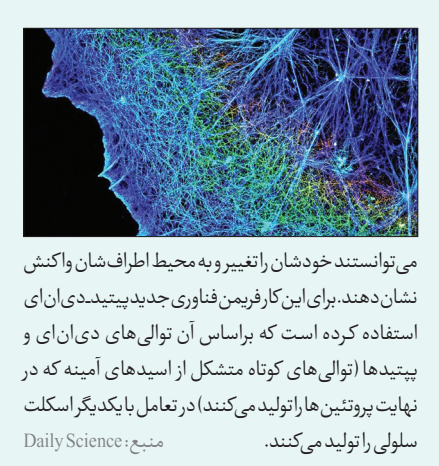 می‌توانستند خودشان را تغییر و به محیط اطراف‌شان واکنش
نشان دهند. برای این کار فریمن فناوری جدید پپتید-دی‌ان‌ای
استفاده کرده است که براساس آن توالی‌های دی‌ان‌ای و
پپتیدها (توالی‌های کوتاه متشکل از اسیدهای آمینه که در
نهایت پروتئین‌ها را تولید می‌کنند) در تعامل با یکدیگر اسکلت
سلولی را تولید می‌کنند. منبع: Daily Science